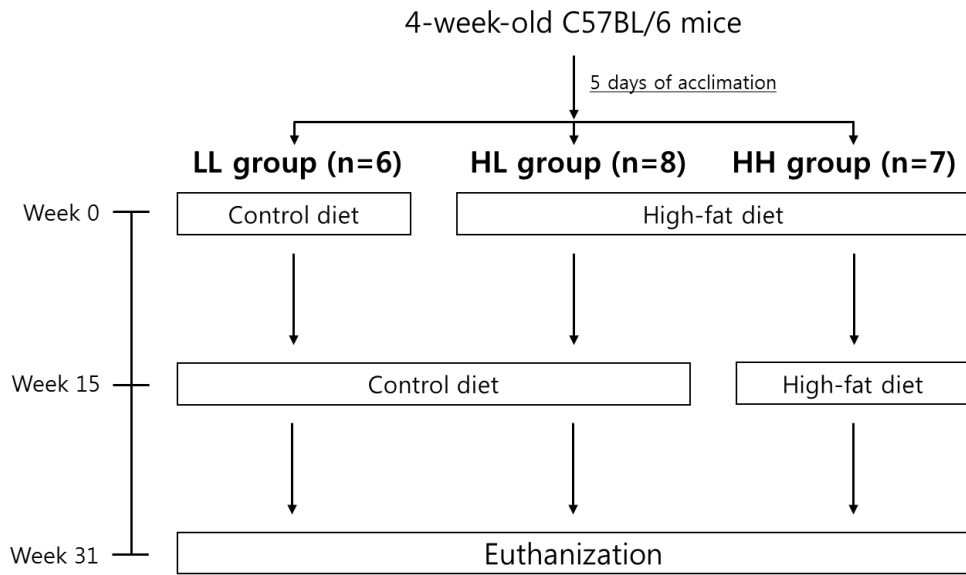 4-week-old C57BL/6 mice
5 days of acclimation
LL group (n=6)
HL group (n=8)
HH group (n=7)
Week 0
Control diet
High-fat diet
Week 15
Control diet
High-fat diet
Week 31
Euthanization